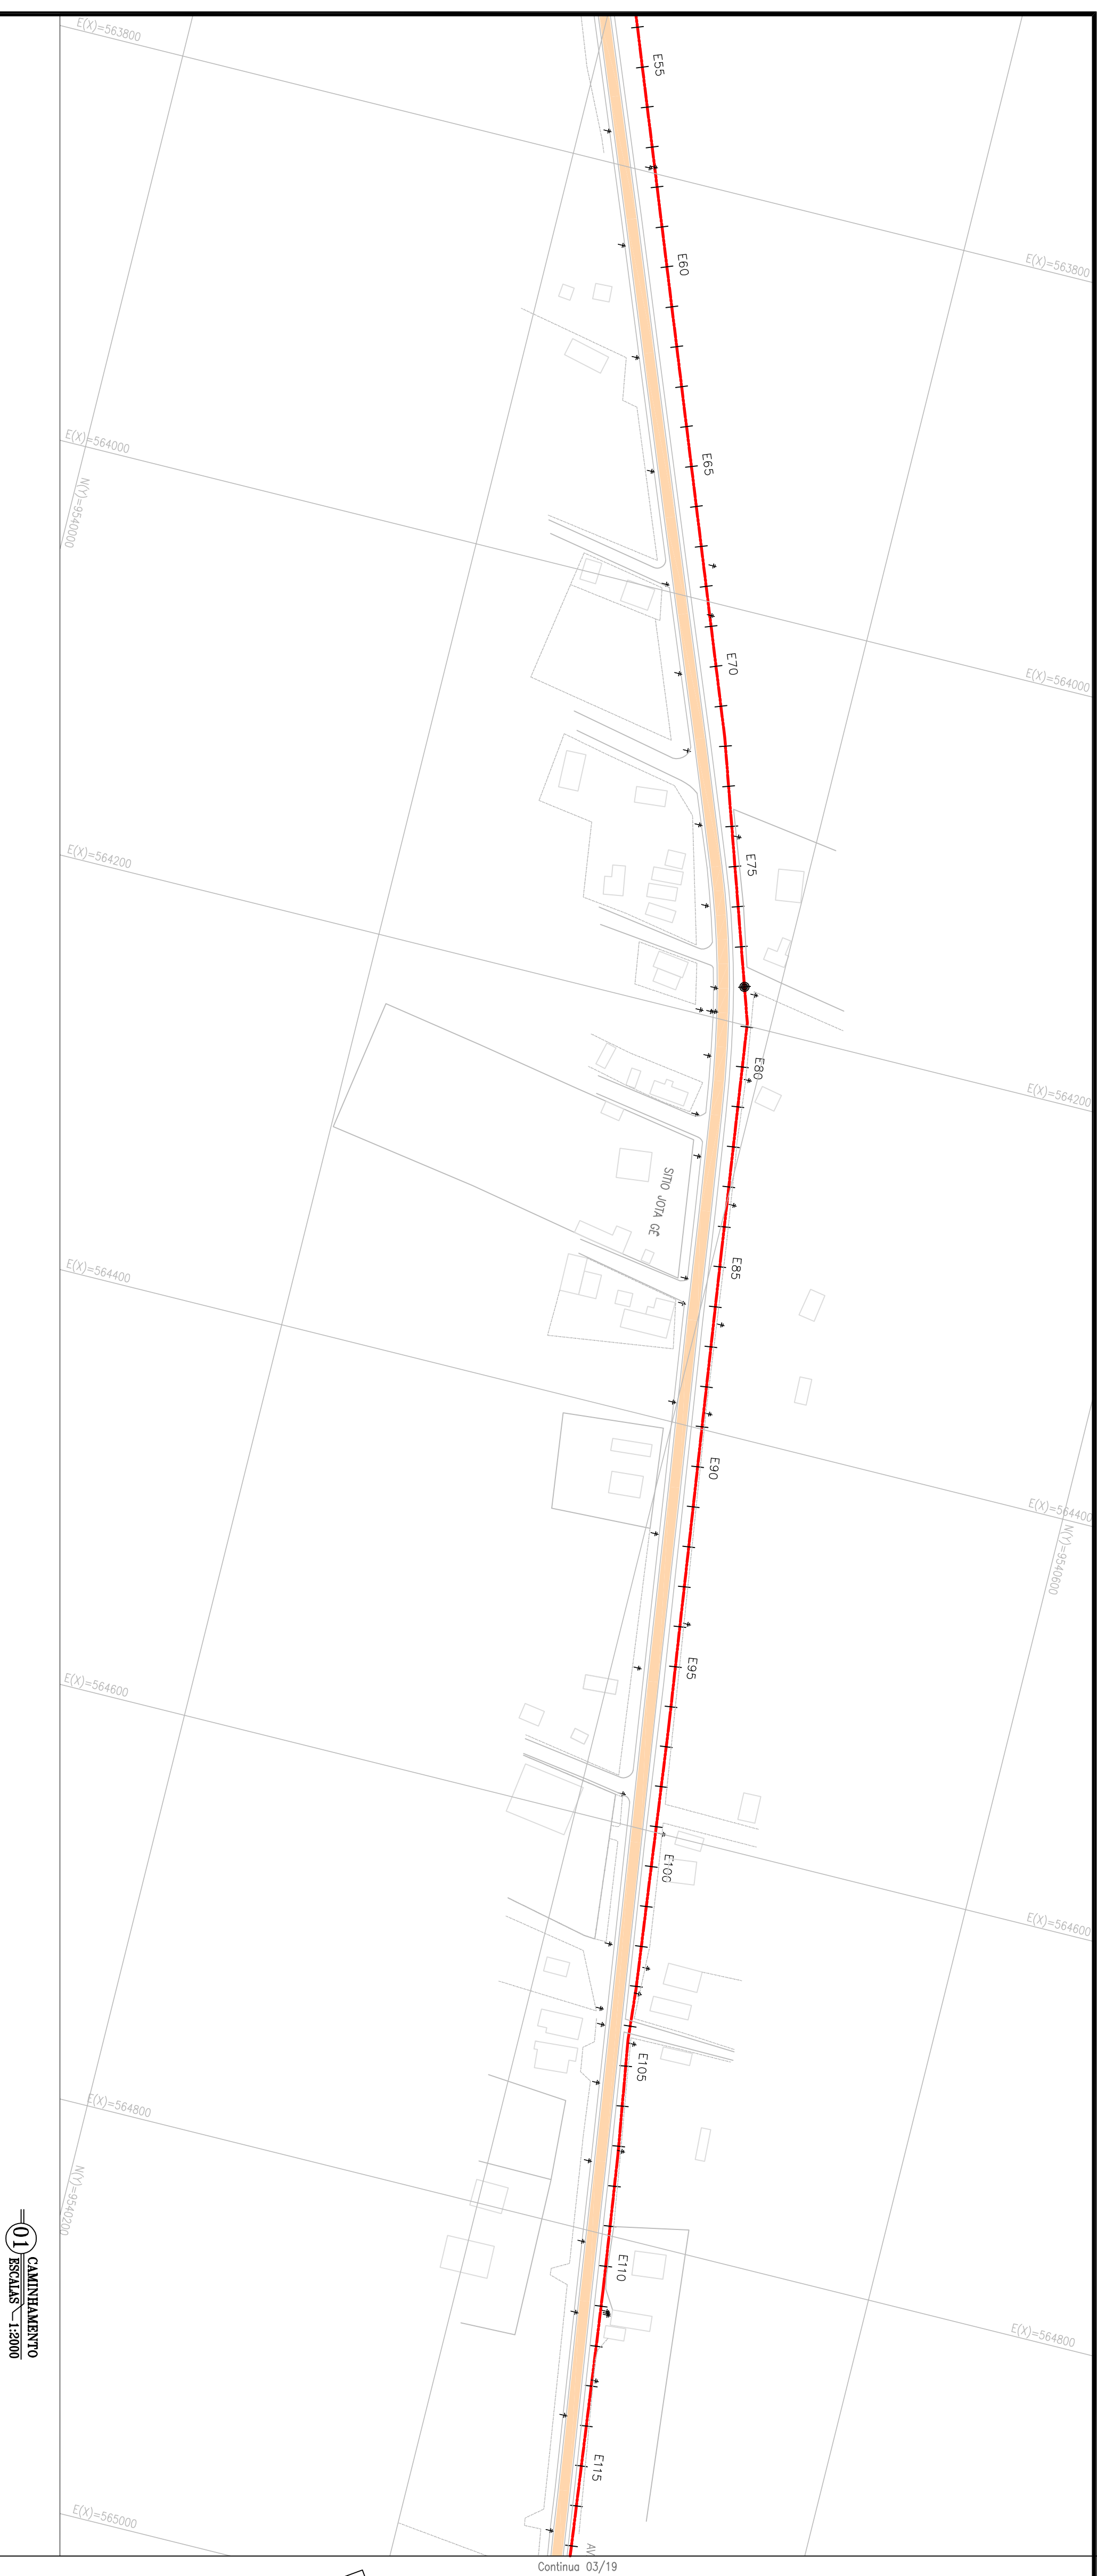 E(X)=563800
E(X)=563800
E55
E60
E65
E(X)=564000
N(Y)=9540000
E(X)=564000
E70
E75
E(X)=564200
E80
E(X)=564200
SITIO JOTA GE
E85
E(X)=564400
E90
E(X)=564400
N(Y)=9540600
E95
E(X)=564600
E100
E(X)=564600
E105
E(X)=564800
N(Y)=9540200
E110
E(X)=564800
E115
E(X)=565000
AV
Continua 03/19
01
CAMINHAMENTO
ESCALAS 1:2000